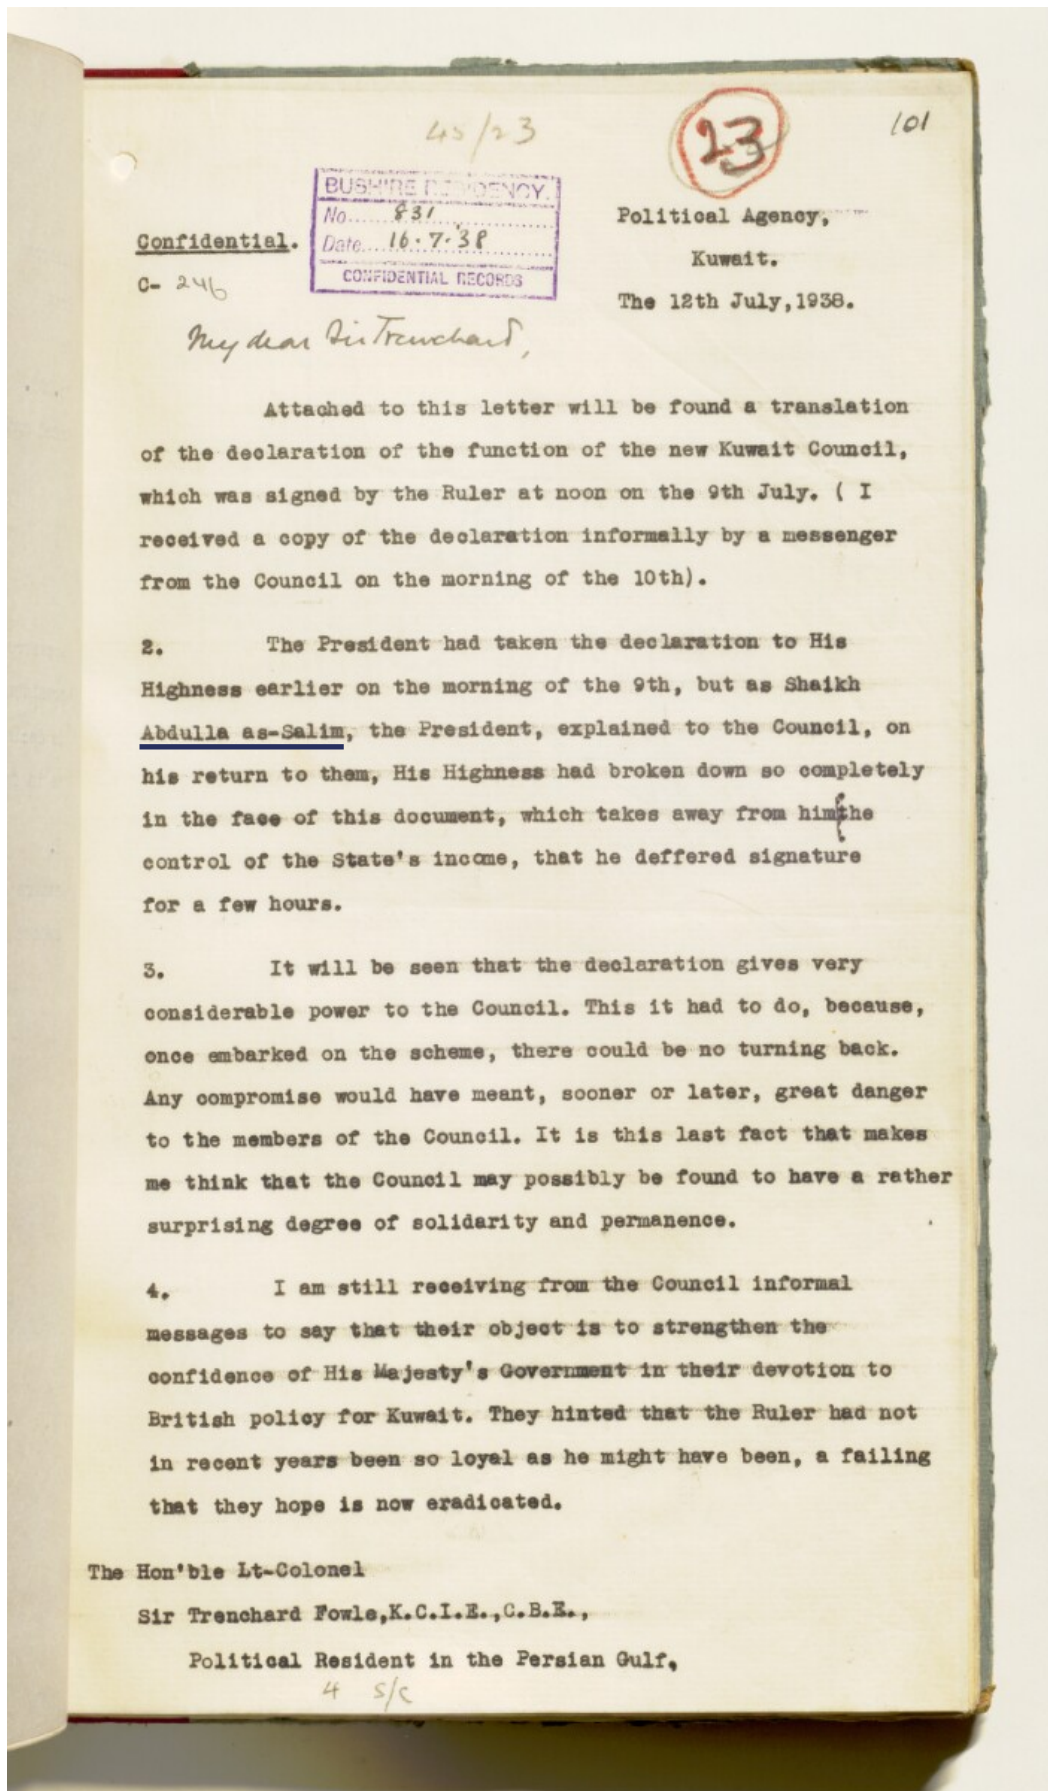 45/23
23
101
BUSHIRE RESIDENCY.
No. 831
Date 16.7.38
CONFIDENTIAL RECORDS
Political Agency,
Kuwait.
The 12th July, 1938.
Confidential.
C- 246
My dear Sir Trenchard,
Attached to this letter will be found a translation
of the declaration of the function of the new Kuwait Council,
which was signed by the Ruler at noon on the 9th July. ( I
received a copy of the declaration informally by a messenger
from the Council on the morning of the 10th).
2. The President had taken the declaration to His
Highness earlier on the morning of the 9th, but as Shaikh
Abdulla as-Salim, the President, explained to the Council, on
his return to them, His Highness had broken down so completely
in the face of this document, which takes away from him the
control of the State's income, that he deffered signature
for a few hours.
3. It will be seen that the declaration gives very
considerable power to the Council. This it had to do, because,
once embarked on the scheme, there could be no turning back.
Any compromise would have meant, sooner or later, great danger
to the members of the Council. It is this last fact that makes
me think that the Council may possibly be found to have a rather
surprising degree of solidarity and permanence.
4. I am still receiving from the Council informal
messages to say that their object is to strengthen the
confidence of His Majesty's Government in their devotion to
British policy for Kuwait. They hinted that the Ruler had not
in recent years been so loyal as he might have been, a failing
that they hope is now eradicated.
The Hon'ble Lt-Colonel
Sir Trenchard Fowle,K.C.I.E.,C.B.E.,
Political Resident in the Persian Gulf.
4 S/C